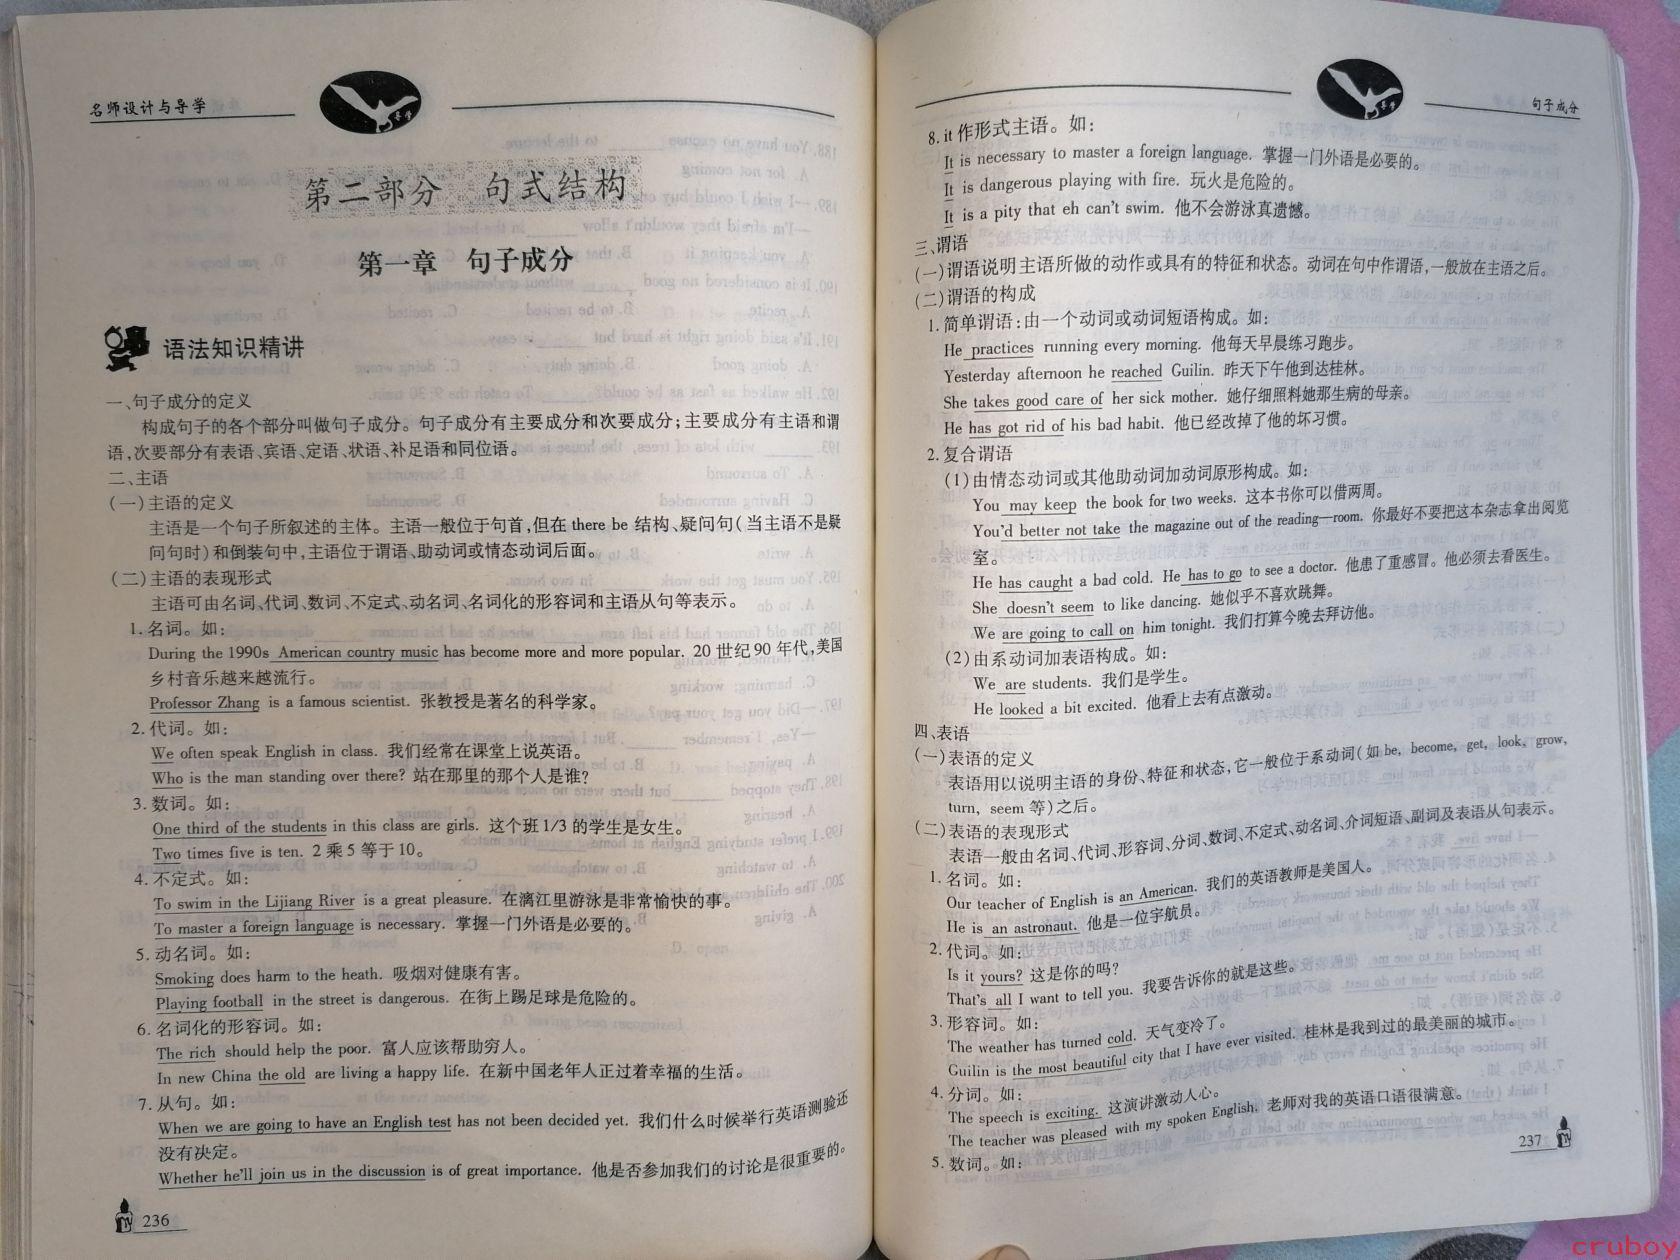 名师设计与导学
导学
第二部分 句式结构
第一章 句子成分
语法知识精讲
一、句子成分的定义
构成句子的各个部分叫做句子成分。句子成分有主要成分和次要成分;主要成分有主语和谓
语,次要部分有表语、宾语、定语、状语、补足语和同位语。
二、主语
(一)主语的定义
主语是一个句子所叙述的主体。主语一般位于句首,但在 there be 结构、疑问句(当主语不是疑
问句时)和倒装句中,主语位于谓语、助动词或情态动词后面。
(二)主语的表现形式
主语可由名词、代词、数词、不定式、动名词、名词化的形容词和主语从句等表示。
1. 名词。如:
During the 1990s American country music has become more and more popular. 20 世纪 90 年代,美国
乡村音乐越来越流行。
Professor Zhang is a famous scientist. 张教授是著名的科学家。
2. 代词。如:
We often speak English in class. 我们经常在课堂上说英语。
Who is the man standing over there? 站在那里的那个人是谁?
3. 数词。如:
One third of the students in this class are girls. 这个班1/3 的学生是女生。
Two times five is ten. 2 乘5 等于10。
4. 不定式。如:
To swim in the Lijiang River is a great pleasure. 在漓江里游泳是非常愉快的事。
To master a foreign language is necessary. 掌握一门外语是必要的。
5. 动名词。如:
Smoking does harm to the heath. 吸烟对健康有害。
Playing football in the street is dangerous. 在街上踢足球是危险的。
6. 名词化的形容词。如:
The rich should help the poor. 富人应该帮助穷人。
In new China the old are living a happy life. 在新中国老年人正过着幸福的生活。
7. 从句。如:
When we are going to have an English test has not been decided yet. 我们什么时候举行英语测验还
没有决定。
Whether he'll join us in the discussion is of great importance. 他是否参加我们的讨论是很重要的。
236
导学
句子成分
8. it 作形式主语。如:
It is necessary to master a foreign language. 掌握一门外语是必要的。
It is dangerous playing with fire. 玩火是危险的。
It is a pity that eh can't swim. 他不会游泳真遗憾。
三、谓语
(一)谓语说明主语所做的动作或具有的特征和状态。动词在句中作谓语,一般放在主语之后。
(二)谓语的构成
1. 简单谓语:由一个动词或动词短语构成。如:
He practices running every morning. 他每天早晨练习跑步。
Yesterday afternoon he reached Guilin. 昨天下午他到达桂林。
She takes good care of her sick mother. 她仔细照料她那生病的母亲。
He has got rid of his bad habit. 他已经改掉了他的坏习惯。
2. 复合谓语
(1)由情态动词或其他助动词加动词原形构成。如:
You may keep the book for two weeks. 这本书你可以借两周。
You'd better not take the magazine out of the reading—room. 你最好不要把这本杂志拿出阅览
室。
He has caught a bad cold. He has to go to see a doctor. 他患了重感冒。他必须去看医生。
She doesn't seem to like dancing. 她似乎不喜欢跳舞。
We are going to call on him tonight. 我们打算今晚去拜访他。
(2)由系动词加表语构成。如:
We are students. 我们是学生。
He looked a bit excited. 他看上去有点激动。
四、表语
(一)表语的定义
表语用以说明主语的身份、特征和状态,它一般位于系动词(如 be, become, get, look, grow,
turn, seem 等)之后。
(二)表语的表现形式
表语一般由名词、代词、形容词、分词、数词、不定式、动名词、介词短语、副词及表语从句表示。
1. 名词。如:
Our teacher of English is an American. 我们的英语教师是美国人。
He is an astronaut. 他是一位宇航员。
2. 代词。如:
Is it yours? 这是你的吗?
That's all I want to tell you. 我要告诉你的就是这些。
3. 形容词。如:
The weather has turned cold. 天气变冷了。
Guilin is the most beautiful city that I have ever visited. 桂林是我到过的最美丽的城市。
4. 分词。如:
The speech is exciting. 这演讲激动人心。
The teacher was pleased with my spoken English. 老师对我的英语口语很满意。
5. 数词。如:
237
cruboy